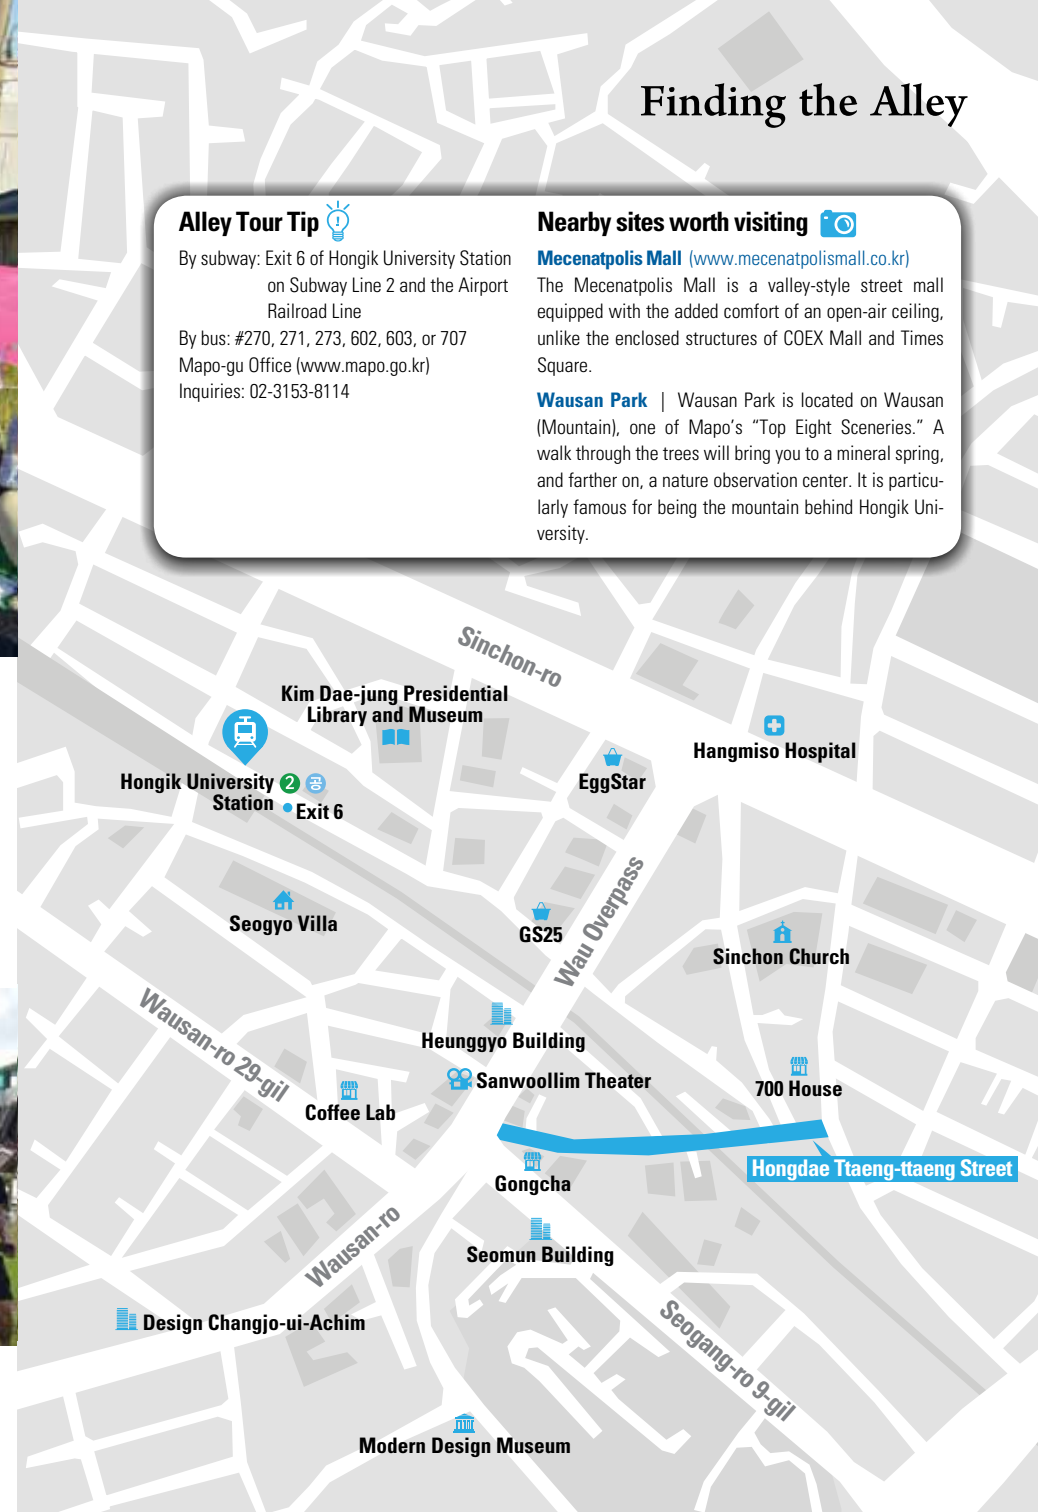 Finding the Alley
Alley Tour Tip
By subway: Exit 6 of Hongik University Station
on Subway Line 2 and the Airport
Railroad Line
By bus: #270, 271, 273, 602, 603, or 707
Mapo-gu Office (www.mapo.go.kr)
Inquiries: 02-3153-8114
Nearby sites worth visiting
Mecenatpolis Mall (www.mecenatpolismall.co.kr)
The Mecenatpolis Mall is a valley-style street mall
equipped with the added comfort of an open-air ceiling,
unlike the enclosed structures of COEX Mall and Times
Square.
Wausan Park | Wausan Park is located on Wausan
(Mountain), one of Mapo’s “Top Eight Sceneries.” A
walk through the trees will bring you to a mineral spring,
and farther on, a nature observation center. It is particu-
larly famous for being the mountain behind Hongik Uni-
versity.
Sinchon-ro
Kim Dae-jung Presidential
Library and Museum
Hangmiso Hospital
Hongik University 2 공
Station
Exit 6
EggStar
Wau Overpass
Seogyo Villa
GS25
Sinchon Church
Wausan-ro 29-gil
Heunggyo Building
Sanwoollim Theater
700 House
Coffee Lab
Hongdae Ttaeng-ttaeng Street
Gongcha
Wausan-ro
Seomun Building
Design Changjo-ui-Achim
Seogang-ro 9-gil
Modern Design Museum